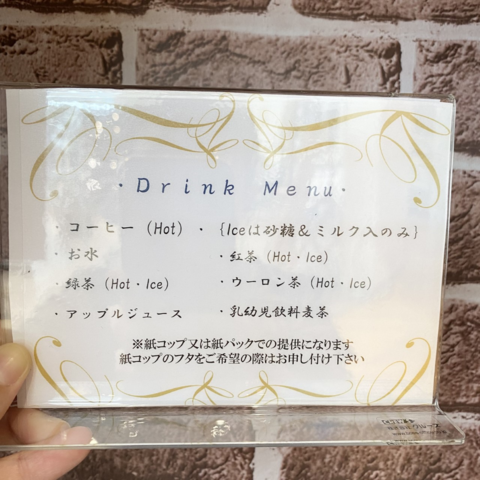 ・Drink Menu・
・コーヒー（Hot）・｛Iceは砂糖＆ミルク入のみ｝
・お水 ・紅茶（Hot・Ice）
・緑茶（Hot・Ice） ・ウーロン茶（Hot・Ice）
・アップルジュース ・乳幼児飲料麦茶
※紙コップ又は紙パックでの提供になります
紙コップのフタをご希望の際はお申し付け下さい